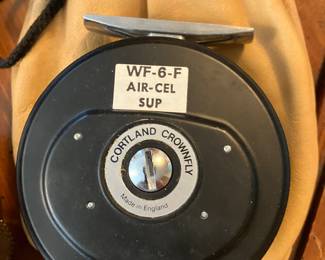 WF-6-F
AIR-CEL
SUP
CORTLAND CROWNFLY
Made in England